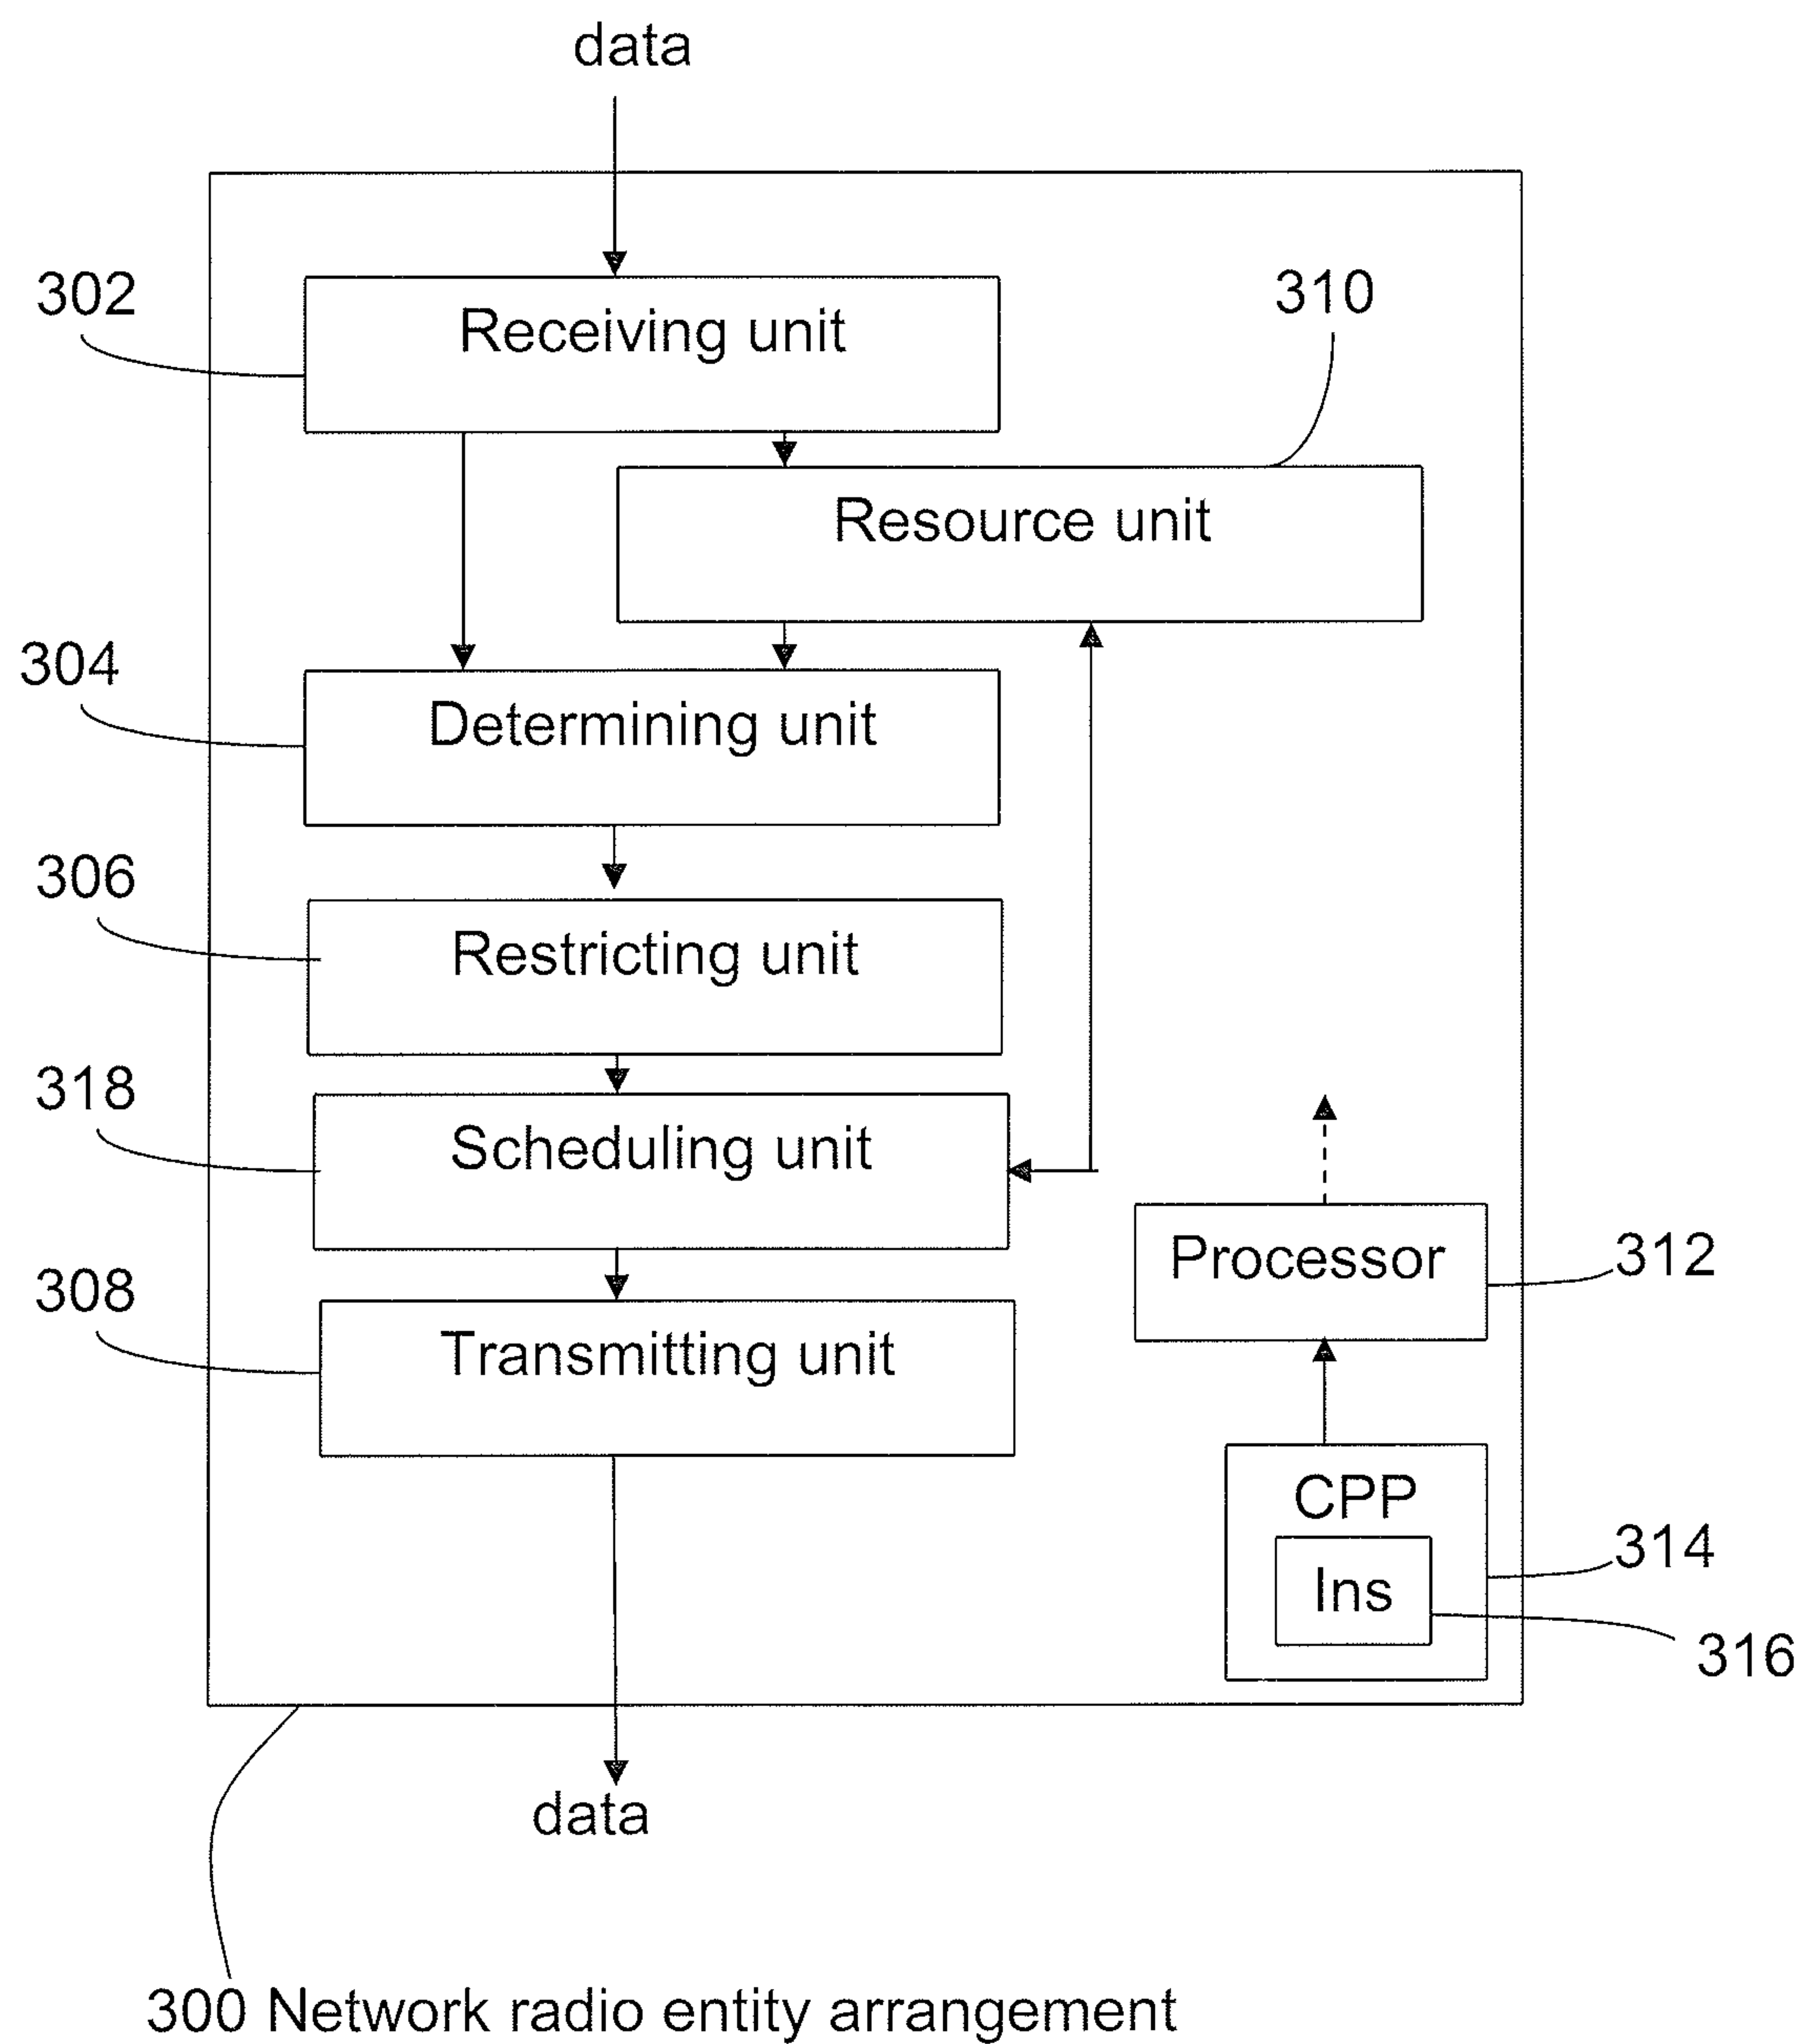 data
302
Receiving unit
310
Resource unit
304
Determining unit
306
Restricting unit
318
Scheduling unit
308
Transmitting unit
Processor
312
CPP
314
Ins
316
data
300 Network radio entity arrangement